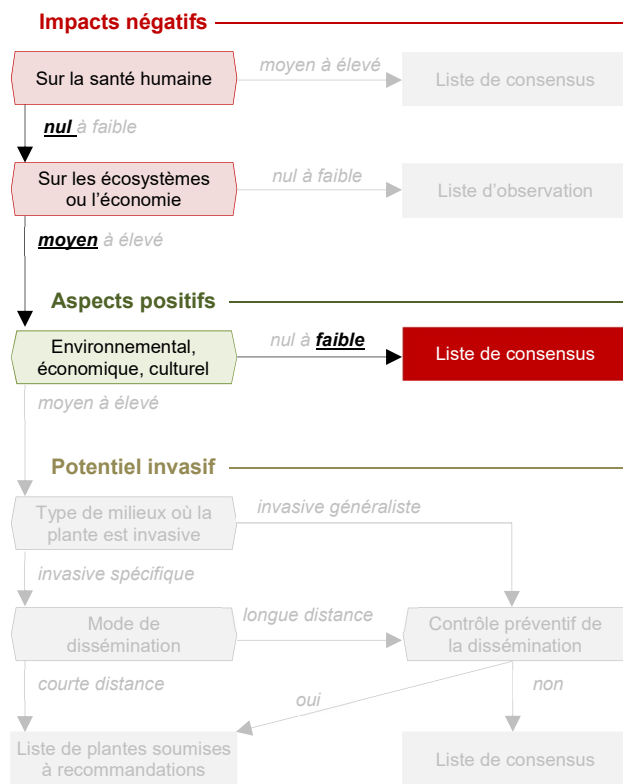 Impacts négatifs
Sur la santé humaine
moyen à élevé
Liste de consensus
nul à faible
Sur les écosystèmes
ou l'économie
nul à faible
Liste d'observation
moyen à élevé
Aspects positifs
Environnemental,
économique, culturel
nul à faible
Liste de consensus
moyen à élevé
Potentiel invasif
Type de milieux où la
plante est invasive
invasive généraliste
invasive spécifique
Mode de
dissémination
longue distance
Contrôle préventif de
la dissémination
courte distance
oui
non
Liste de plantes soumises
à recommandations
Liste de consensus